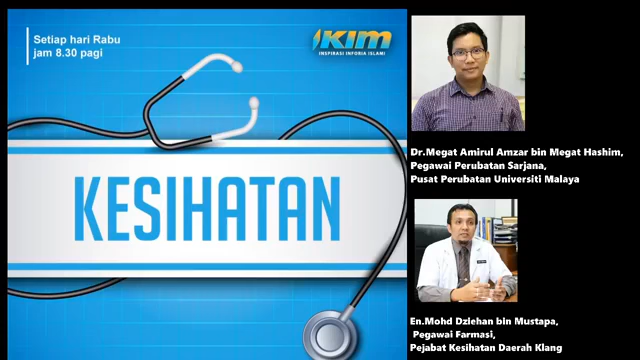 Setiap hari Rabu
jam 8.30 pagi
IKIM
INSPIRASI INFORIA ISLAMI
KESIHATAN
Dr.Megat Amirul Amzar bin Megat Hashim,
Pegawai Perubatan Sarjana,
Pusat Perubatan Universiti Malaya
En.Mohd Dziehan bin Mustapa,
Pegawai Farmasi,
Pejabat Kesihatan Daerah Klang